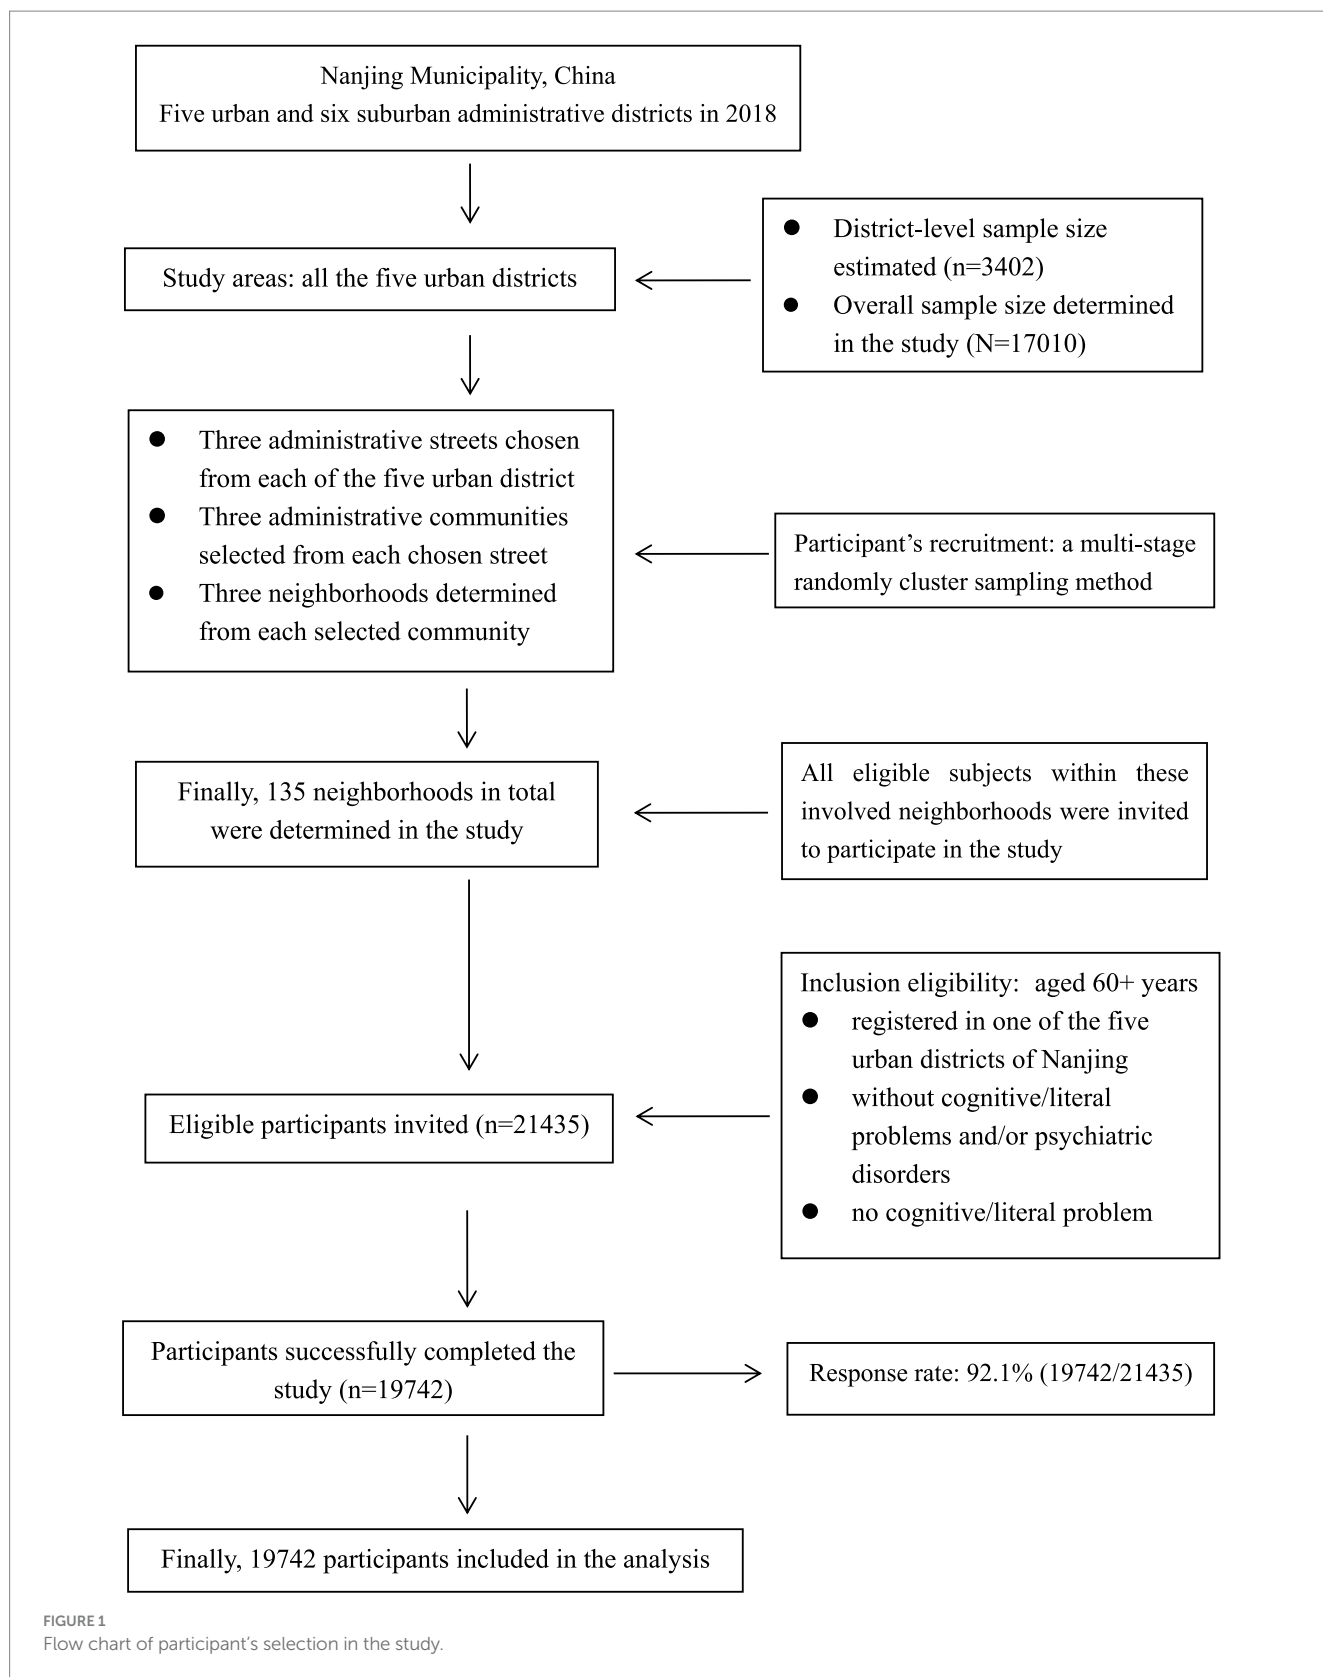 Nanjing Municipality, China
Five urban and six suburban administrative districts in 2018
● District-level sample size
estimated (n=3402)
● Overall sample size determined
in the study (N=17010)
Study areas: all the five urban districts
● Three administrative streets chosen
from each of the five urban district
● Three administrative communities
selected from each chosen street
● Three neighborhoods determined
from each selected community
Participant’s recruitment: a multi-stage
randomly cluster sampling method
Finally, 135 neighborhoods in total
were determined in the study
All eligible subjects within these
involved neighborhoods were invited
to participate in the study
Inclusion eligibility: aged 60+ years
● registered in one of the five
urban districts of Nanjing
● without cognitive/literal
problems and/or psychiatric
disorders
● no cognitive/literal problem
Eligible participants invited (n=21435)
Participants successfully completed the
study (n=19742)
Response rate: 92.1% (19742/21435)
Finally, 19742 participants included in the analysis
FIGURE 1
Flow chart of participant’s selection in the study.